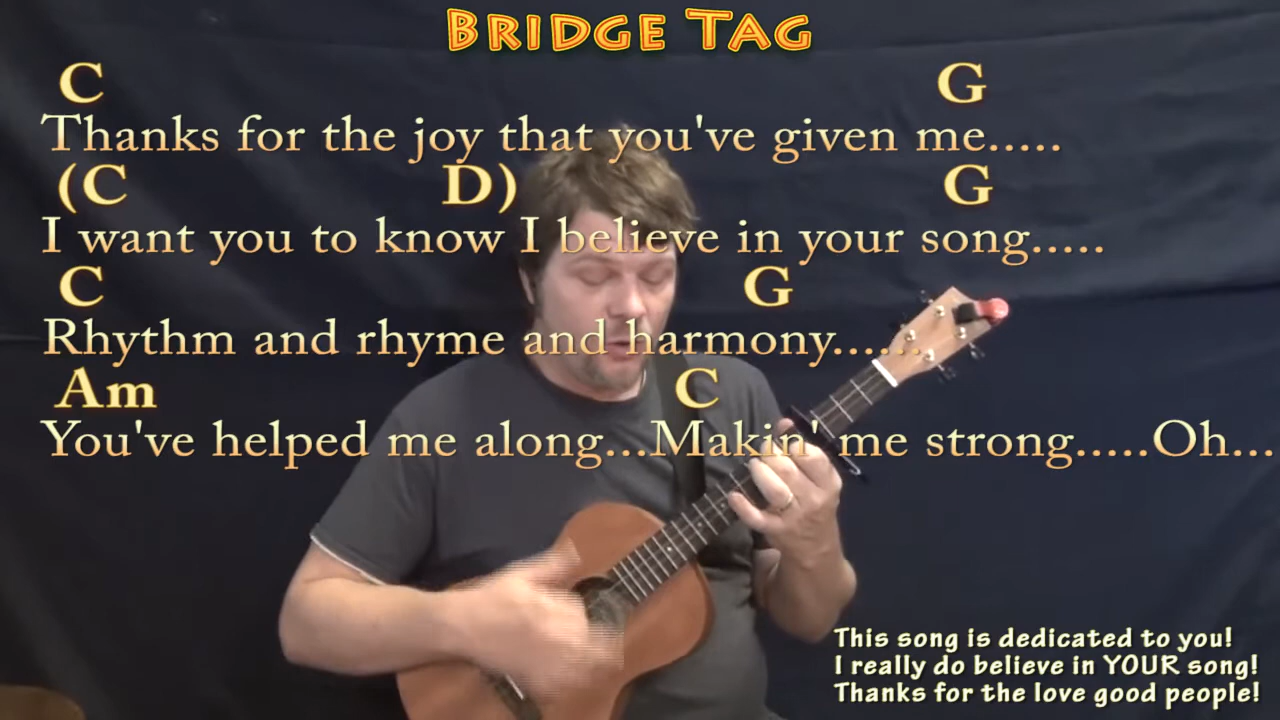 BRIDGE TAG
C G
Thanks for the joy that you've given me.....
(C D) G
I want you to know I believe in your song.....
C G
Rhythm and rhyme and harmony......
Am C
You've helped me along...Makin' me strong.....Oh...
This song is dedicated to you!
I really do believe in YOUR song!
Thanks for the love good people!